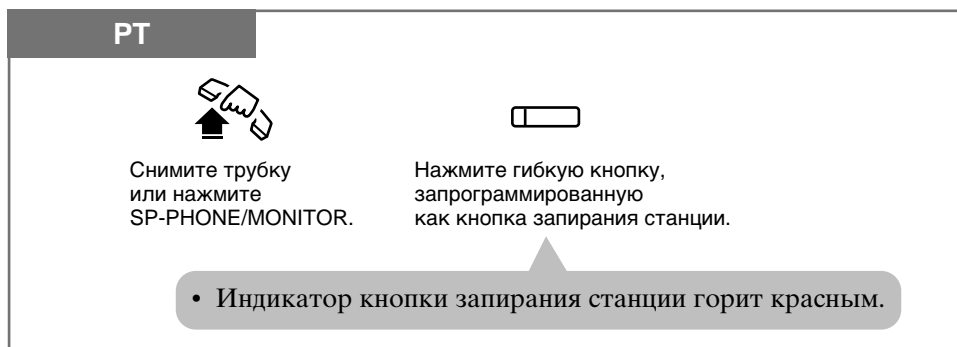 PT
Снимите трубку
или нажмите
SP-PHONE/MONITOR.
Нажмите гибкую кнопку,
запрограммированную
как кнопка запирания станции.
• Индикатор кнопки запирания станции горит красным.